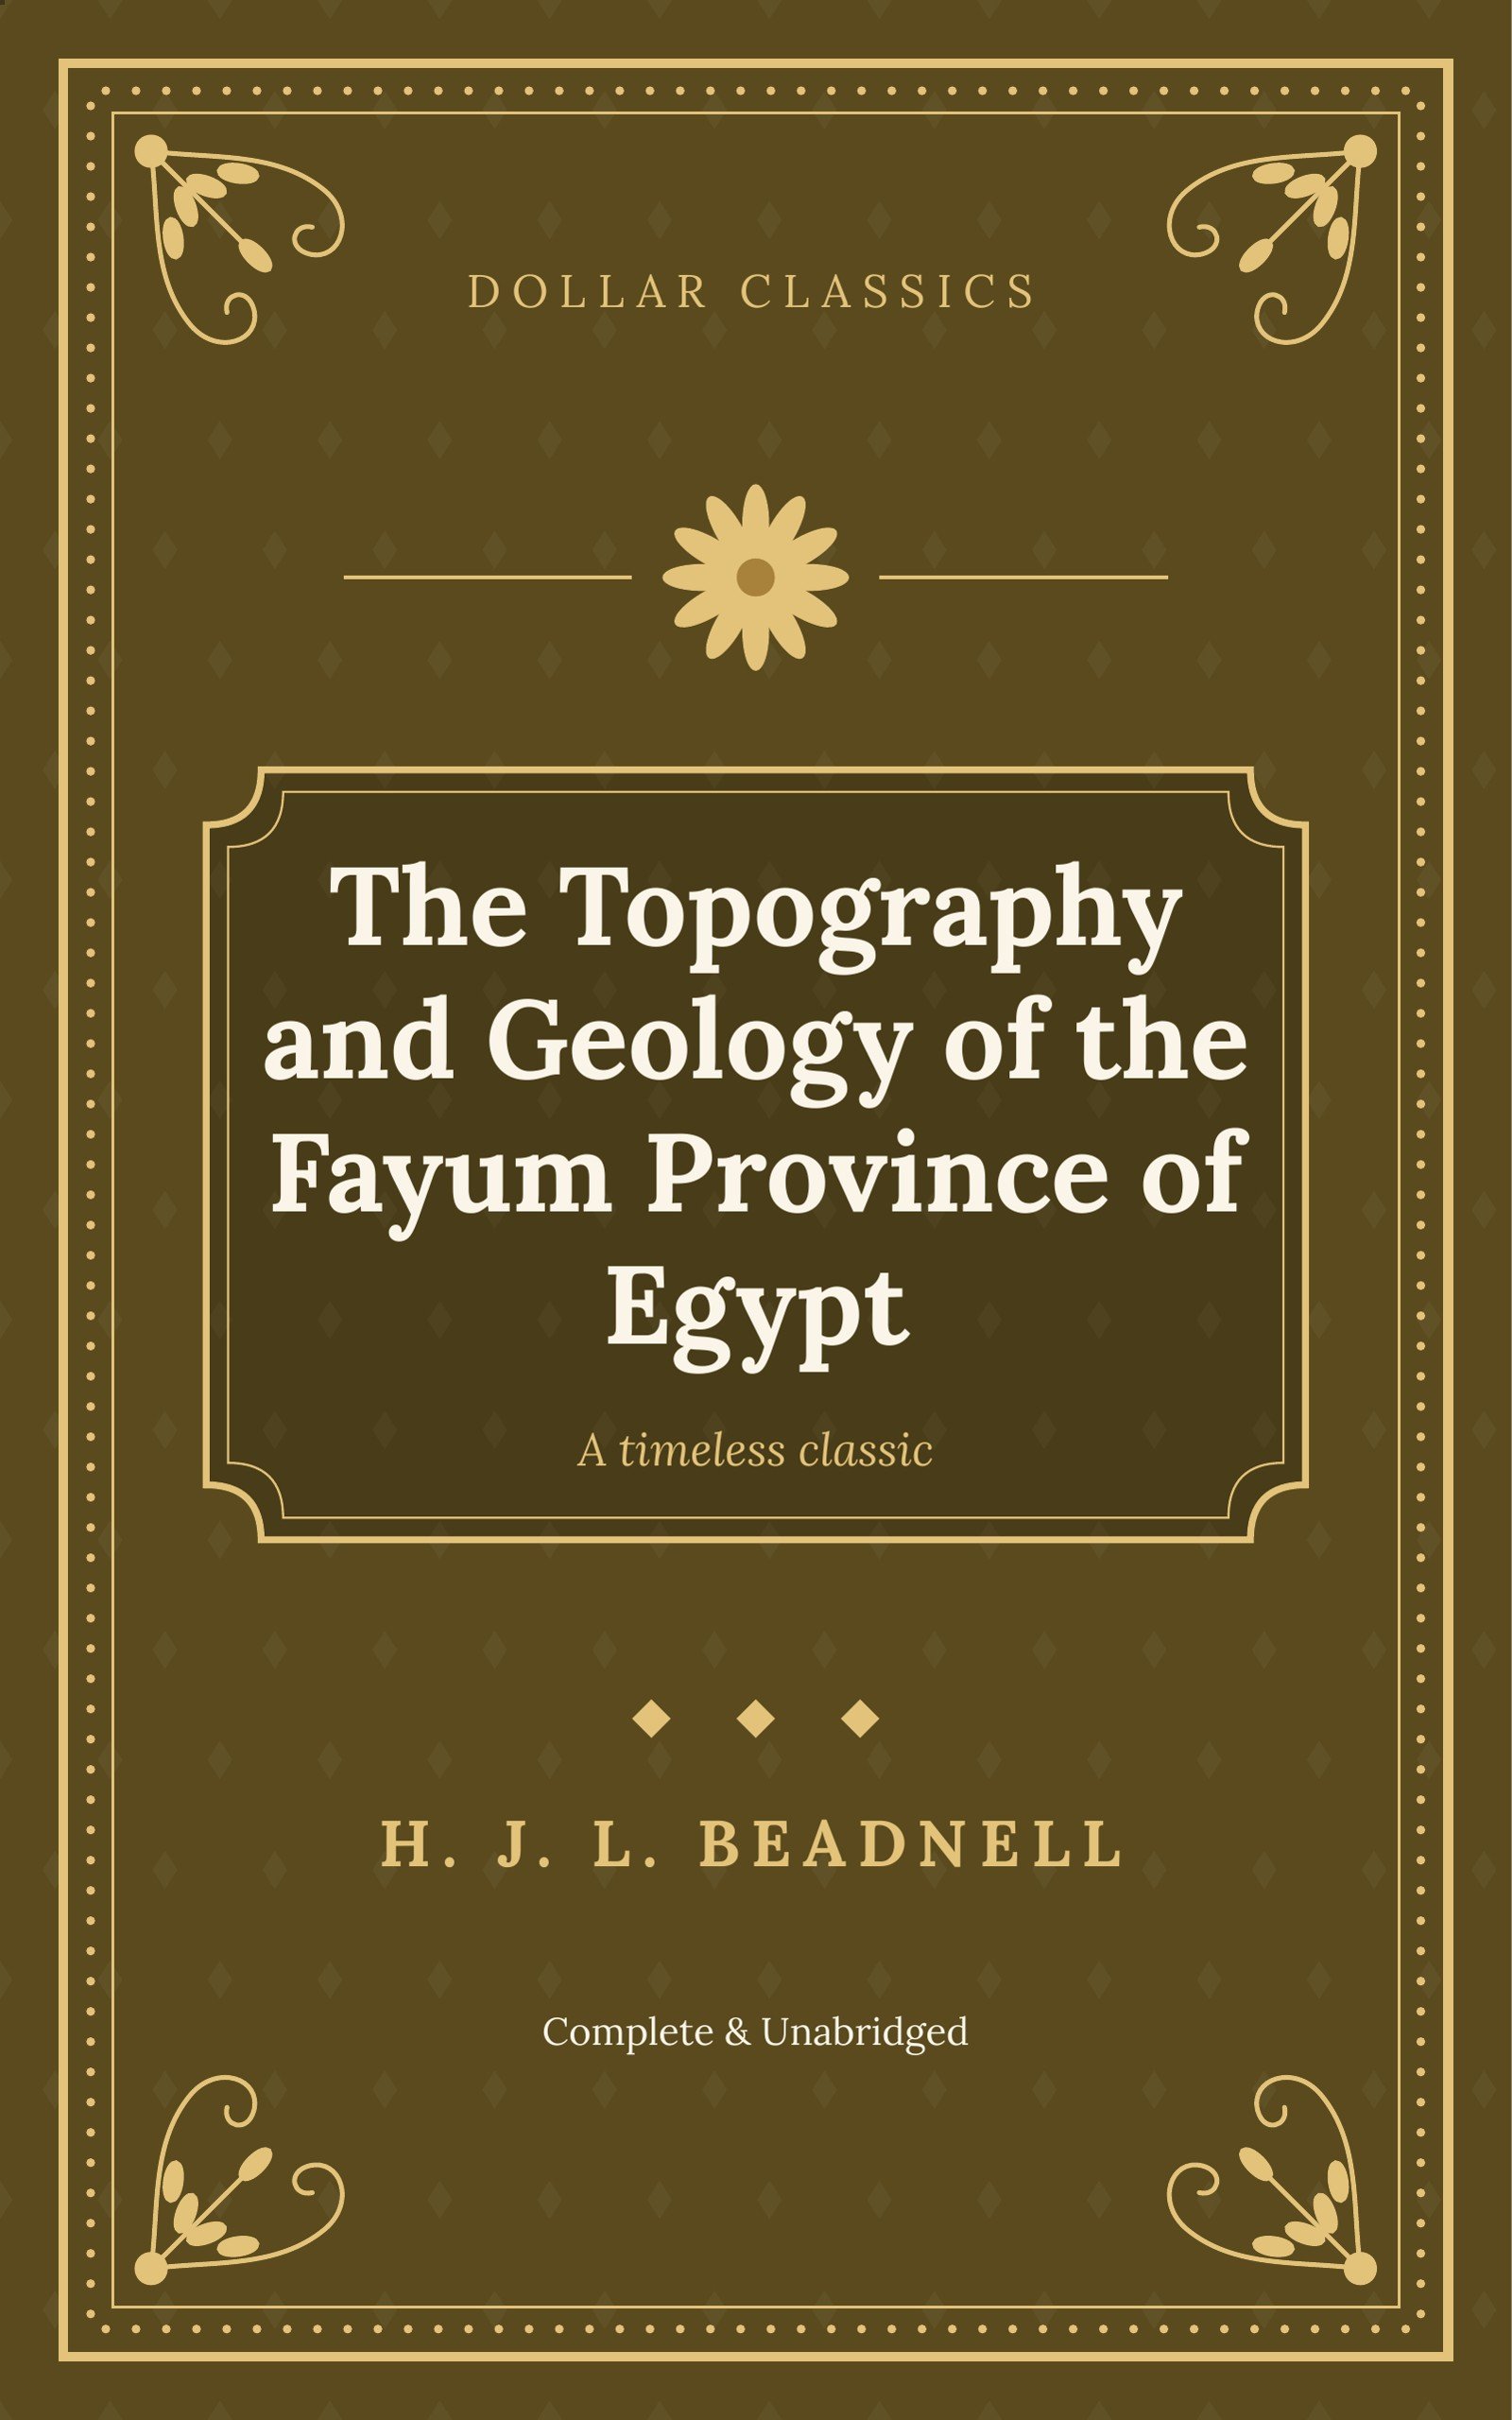 DOLLAR CLASSICS
The Topography
and Geology of the
Fayum Province of
Egypt
A timeless classic
H. J. L. BEADNELL
Complete & Unabridged